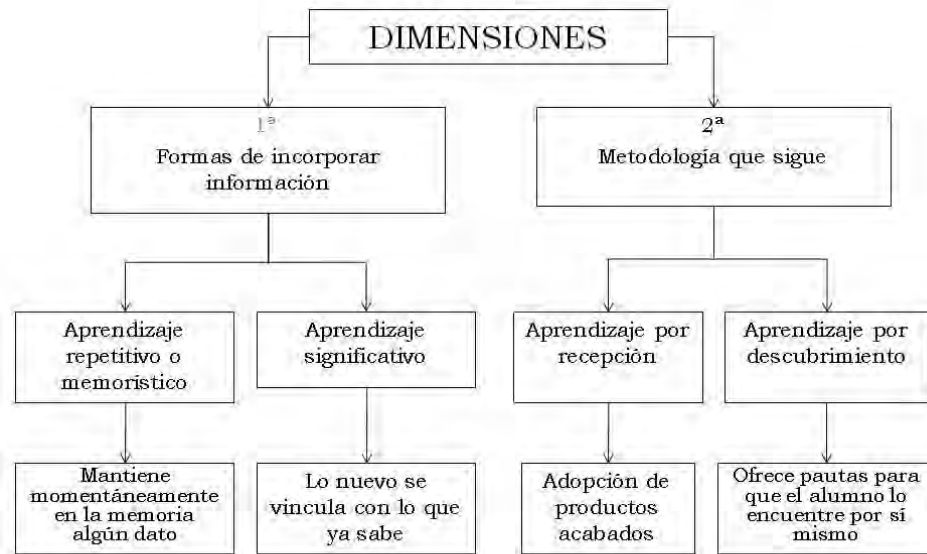 DIMENSIONES
1ª
Formas de incorporar
información
2ª
Metodología que sigue
Aprendizaje
repetitivo o
memorístico
Aprendizaje
significativo
Aprendizaje por
recepción
Aprendizaje por
descubrimiento
Mantiene
momentáneamente
en la memoria
algún dato
Lo nuevo se
vincula con lo que
ya sabe
Adopción de
productos
acabados
Ofrece pautas para
que el alumno lo
encuentre por sí
mismo